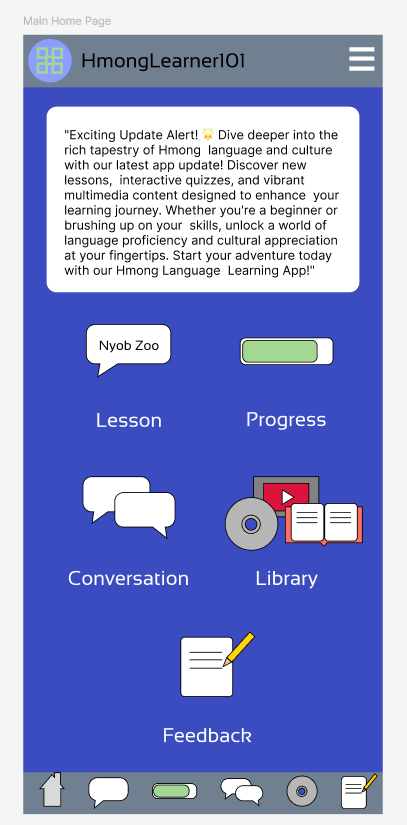 Main Home Page
HmongLearner101
"Exciting Update Alert! 🌟 Dive deeper into the
rich tapestry of Hmong  language and culture
with our latest app update! Discover new
lessons,  interactive quizzes, and vibrant
multimedia content designed to enhance  your
learning journey. Whether you're a beginner or
brushing up on your  skills, unlock a world of
language proficiency and cultural appreciation
at your fingertips. Start your adventure today
with our Hmong Language  Learning App!"
Nyob Zoo
Lesson
Progress
Conversation
Library
Feedback